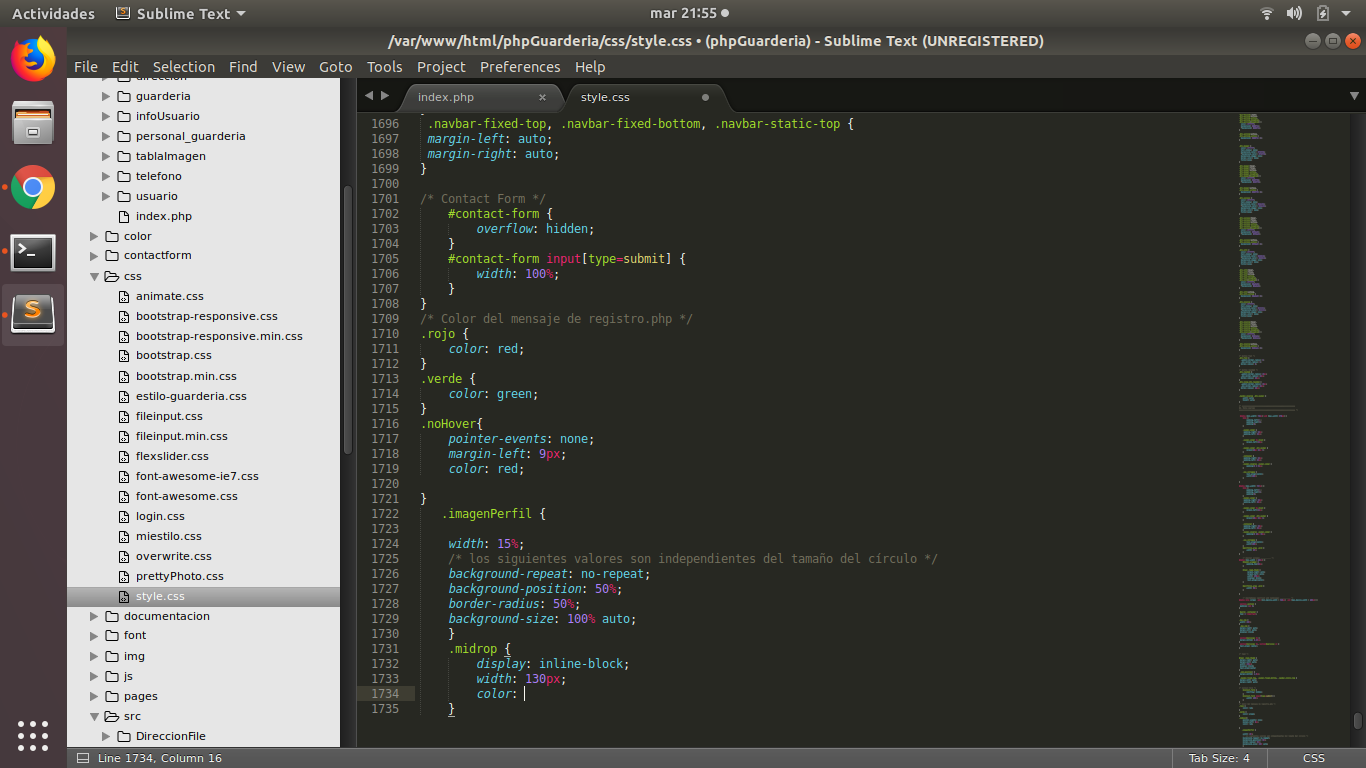 Actividades
Sublime Text
mar 21:55
/var/www/html/phpGuarderia/css/style.css • (phpGuarderia) - Sublime Text (UNREGISTERED)
File Edit Selection Find View Goto Tools Project Preferences Help
direccion
guarderia
infoUsuario
personal_guarderia
tablaImagen
telefono
usuario
index.php
color
contactform
css
animate.css
bootstrap-responsive.css
bootstrap-responsive.min.css
bootstrap.css
bootstrap.min.css
estilo-guarderia.css
fileinput.css
fileinput.min.css
flexslider.css
font-awesome-ie7.css
font-awesome.css
login.css
miestilo.css
overwrite.css
prettyPhoto.css
style.css
documentacion
font
img
js
pages
src
DireccionFile
index.php
style.css
1696 .navbar-fixed-top, .navbar-fixed-bottom, .navbar-static-top {
1697 margin-left: auto;
1698 margin-right: auto;
1699 }
1700
1701 /* Contact Form */
1702 #contact-form {
1703 overflow: hidden;
1704 }
1705 #contact-form input[type=submit] {
1706 width: 100%;
1707 }
1708 }
1709 /* Color del mensaje de registro.php */
1710 .rojo {
1711 color: red;
1712 }
1713 .verde {
1714 color: green;
1715 }
1716 .noHover{
1717 pointer-events: none;
1718 margin-left: 9px;
1719 color: red;
1720
1721 }
1722 .imagenPerfil {
1723
1724 width: 15%;
1725 /* los siguientes valores son independientes del tamaño del círculo */
1726 background-repeat: no-repeat;
1727 background-position: 50%;
1728 border-radius: 50%;
1729 background-size: 100% auto;
1730 }
1731 .midrop {
1732 display: inline-block;
1733 width: 130px;
1734 color:
1735 }
Line 1734, Column 16
Tab Size: 4
CSS